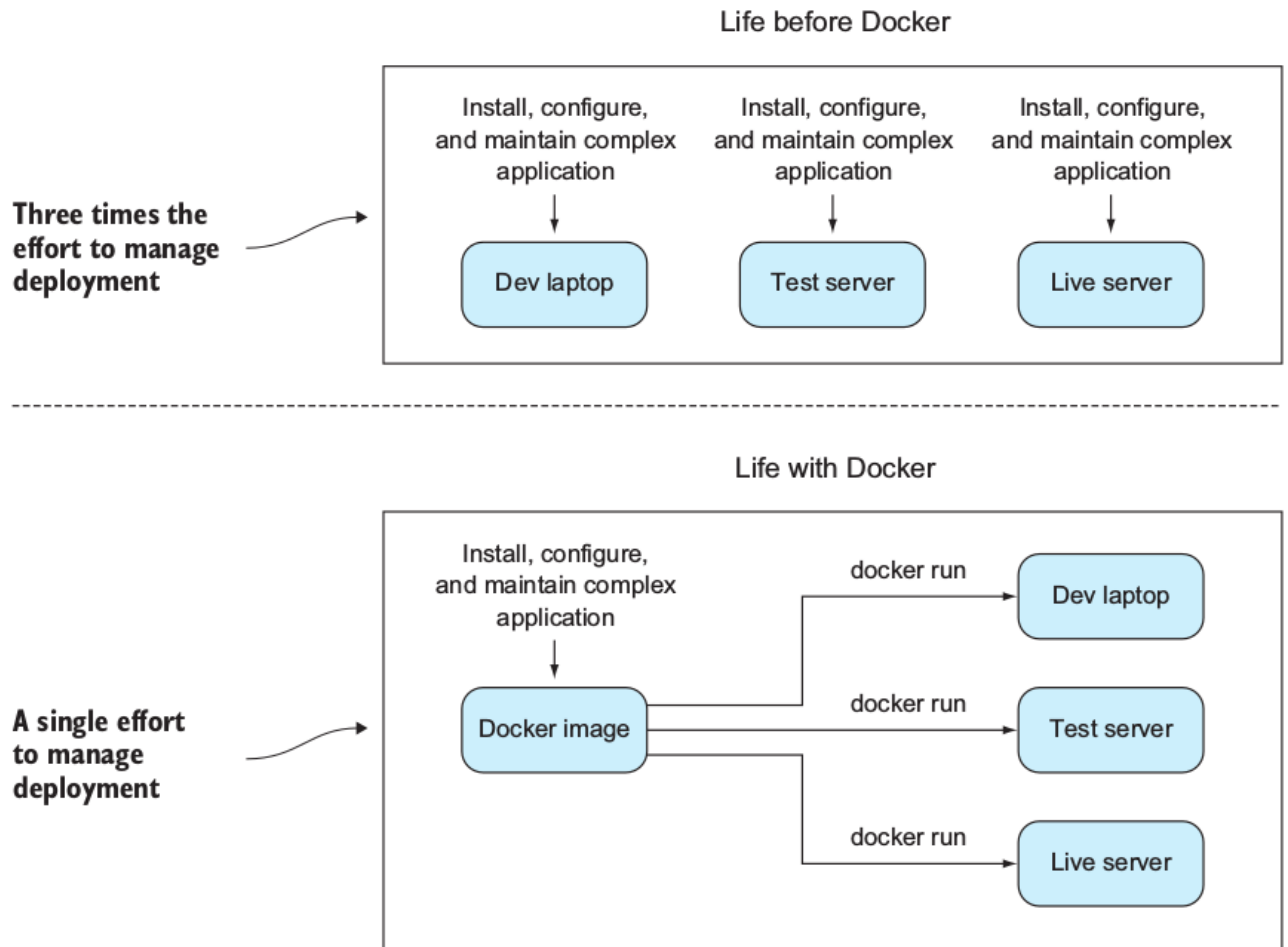 Life before Docker
Install, configure,
and maintain complex
application
Install, configure,
and maintain complex
application
Install, configure,
and maintain complex
application
Three times the
effort to manage
deployment
Dev laptop
Test server
Live server
Life with Docker
Install, configure,
and maintain complex
application
docker run
Dev laptop
A single effort
to manage
deployment
Docker image
docker run
Test server
docker run
Live server